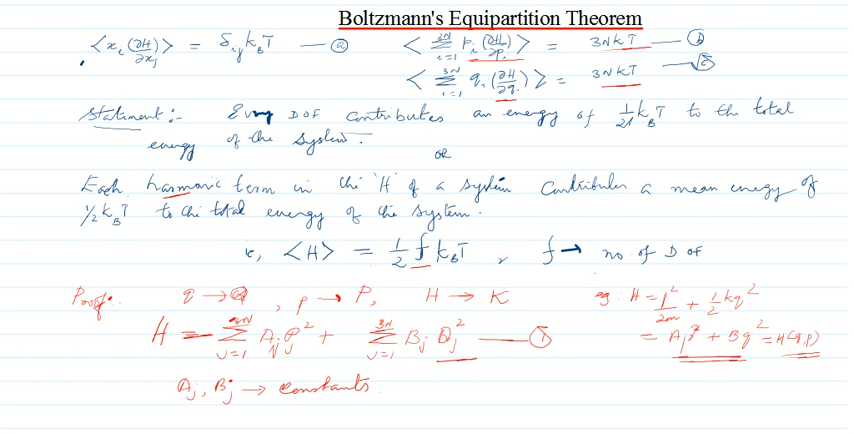 Boltzmann's Equipartition Theorem
⟨x_i (∂H/∂x_j)⟩ = δ_ij k_B T — ⓐ
⟨ Σ_{i=1}^{3N} p_i (∂H/∂p_i) ⟩ = 3NkT — ⓑ
⟨ Σ_{i=1}^{3N} q_i (∂H/∂q_i) ⟩ = 3NkT — ⓒ
Statement :- Every DOF contributes an energy of 1/2 k_B T to the total
energy of the system.
OR
Each harmonic term in the 'H' of a system contributes a mean energy of
1/2 k_B T to the total energy of the system.
ie, ⟨H⟩ = 1/2 f k_B T, f → no. of D OF
Proof: q → Q, p → P, H → K eg: H = p²/2m + 1/2 kq²
H = Σ_{j=1}^{3N} A_j P_j² + Σ_{j=1}^{3N} B_j Q_j² — ① = Ap² + Bq² = H(q,p)
A_j, B_j → constants.